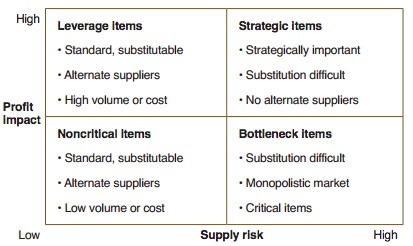 High
Leverage items
• Standard, substitutable
• Alternate suppliers
• High volume or cost
Strategic items
• Strategically important
• Substitution difficult
• No alternate suppliers
Profit
impact
Noncritical items
• Standard, substitutable
• Alternate suppliers
• Low volume or cost
Bottleneck items
• Substitution difficult
• Monopolistic market
• Critical items
Low
Supply risk
High